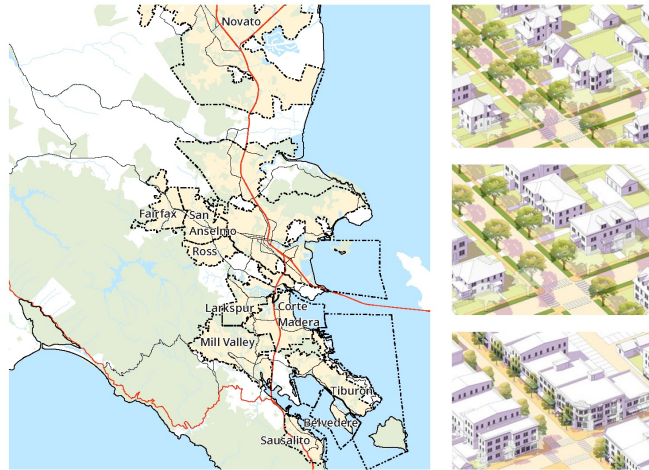 Novato
Fairfax
San
Anselmo
Ross
Larkspur
Corte
Madera
Mill Valley
Tiburon
Belvedere
Sausalito